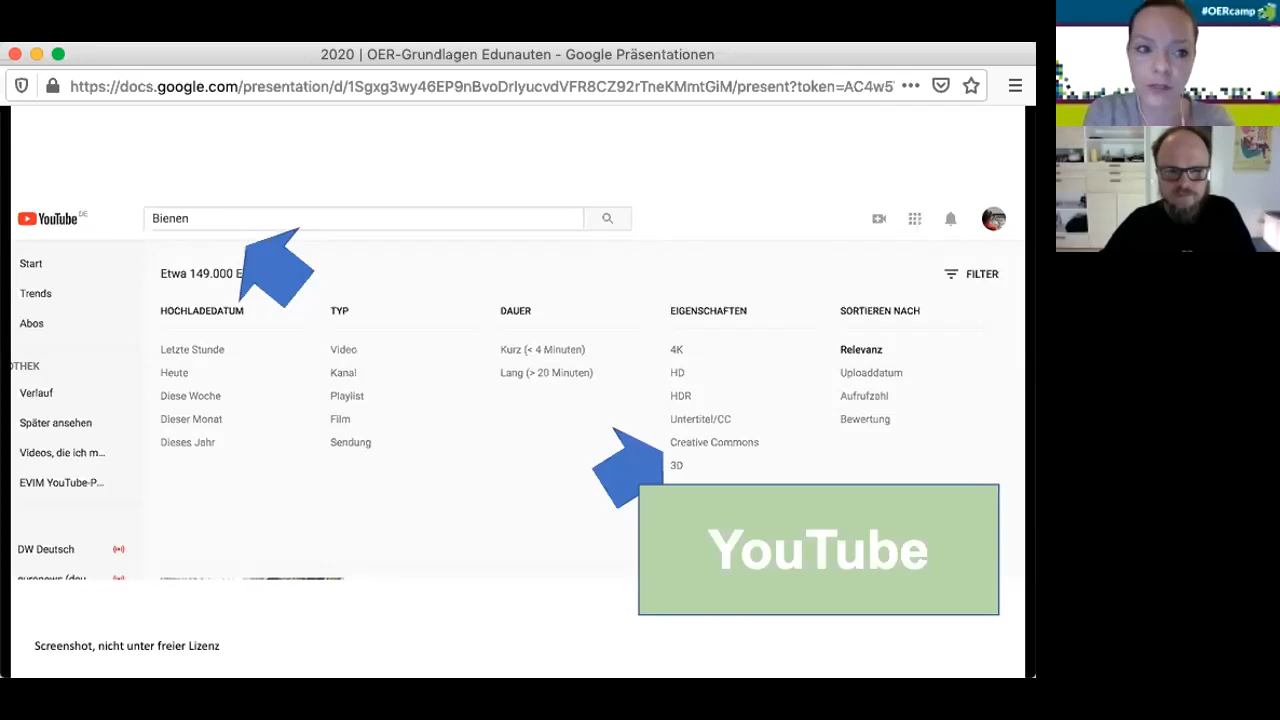 #OERcamp
2020 | OER-Grundlagen Edunauten - Google Präsentationen
https://docs.google.com/presentation/d/1Sgxg3wy46EP9nBvoDrIyucvdVFR8CZ92rTneKMmtGiM/present?token=AC4w5
YouTube DE
Bienen
Start
Trends
Abos
OTHEK
Verlauf
Später ansehen
Videos, die ich m...
EVIM YouTube-P...
DW Deutsch
Etwa 149.000 E
FILTER
HOCHLADEDATUM
Letzte Stunde
Heute
Diese Woche
Dieser Monat
Dieses Jahr
TYP
Video
Kanal
Playlist
Film
Sendung
DAUER
Kurz (< 4 Minuten)
Lang (> 20 Minuten)
EIGENSCHAFTEN
4K
HD
HDR
Untertitel/CC
Creative Commons
3D
SORTIEREN NACH
Relevanz
Uploaddatum
Aufrufzahl
Bewertung
YouTube
Screenshot, nicht unter freier Lizenz